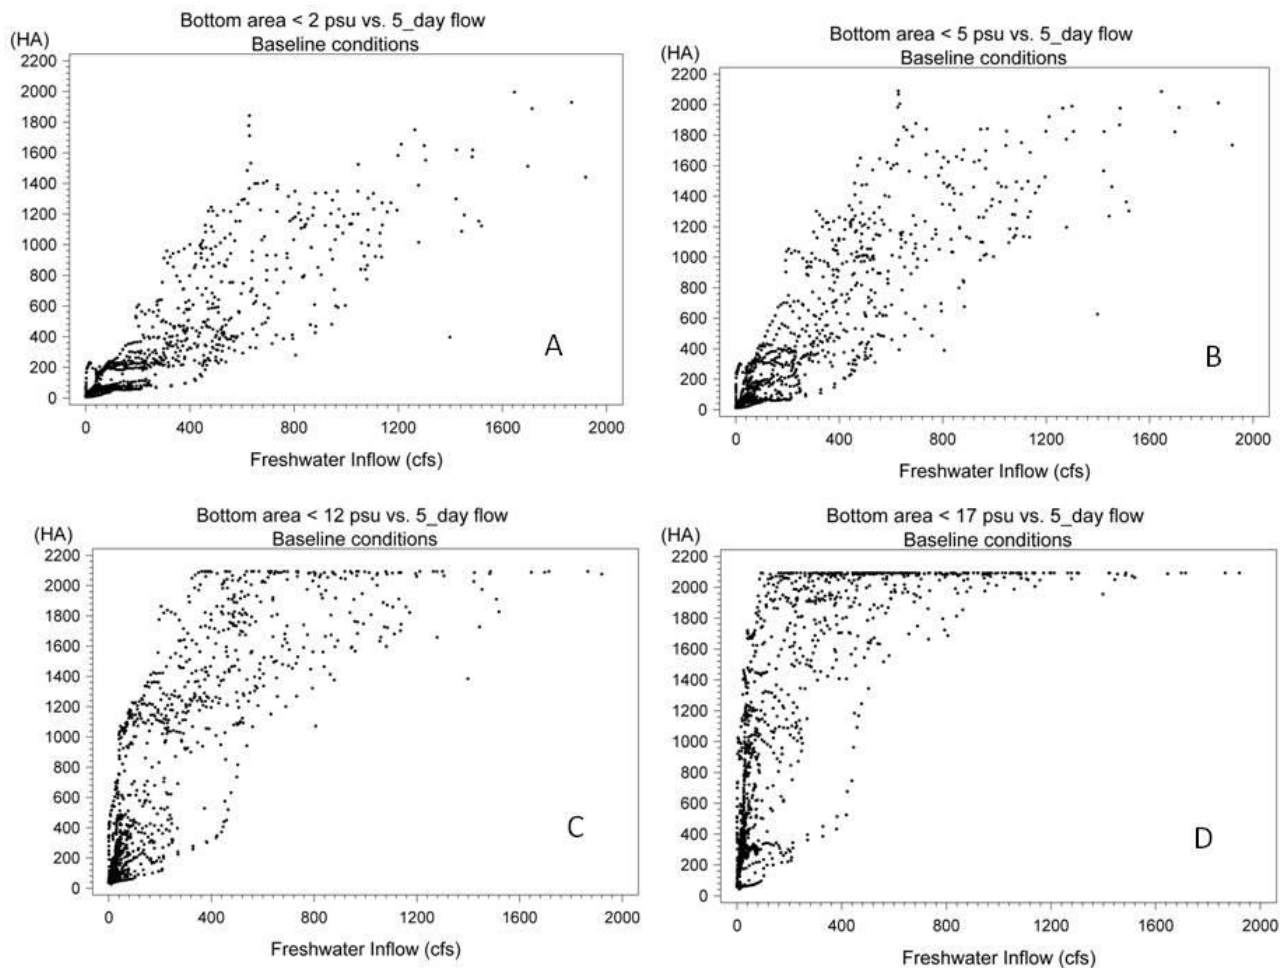 Bottom area < 2 psu vs. 5_day flow
Baseline conditions
(HA)
2200
2000
1800
1600
1400
1200
1000
800
600
400
200
0
0 400 800 1200 1600 2000
Freshwater Inflow (cfs)
A
Bottom area < 5 psu vs. 5_day flow
Baseline conditions
(HA)
2200
2000
1800
1600
1400
1200
1000
800
600
400
200
0
0 400 800 1200 1600 2000
Freshwater Inflow (cfs)
B
Bottom area < 12 psu vs. 5_day flow
Baseline conditions
(HA)
2200
2000
1800
1600
1400
1200
1000
800
600
400
200
0
0 400 800 1200 1600 2000
Freshwater Inflow (cfs)
C
Bottom area < 17 psu vs. 5_day flow
Baseline conditions
(HA)
2200
2000
1800
1600
1400
1200
1000
800
600
400
200
0
0 400 800 1200 1600 2000
Freshwater Inflow (cfs)
D